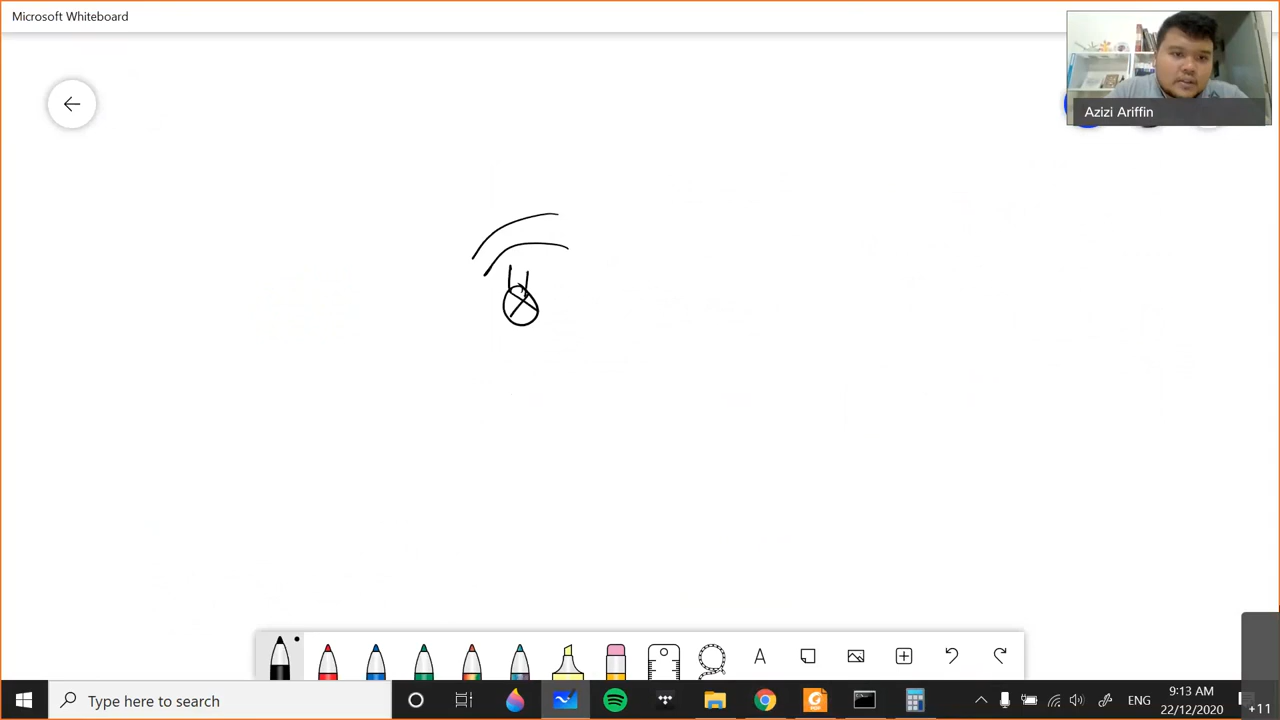 Microsoft Whiteboard
Azizi Ariffin
A
Type here to search
ENG
9:13 AM
22/12/2020
+11